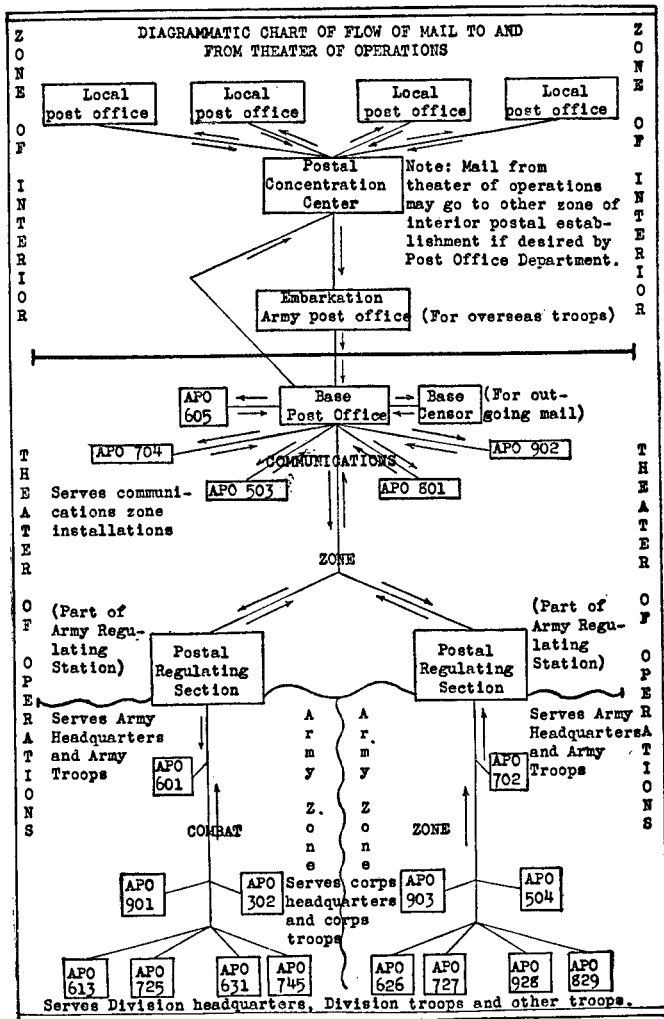 DIAGRAMMATIC CHART OF FLOW OF MAIL TO AND
FROM THEATER OF OPERATIONS
ZONE OF INTERIOR
ZONE OF INTERIOR
Local
post office
Local
post office
Local
post office
Local
post office
Postal
Concentration
Center
Note: Mail from
theater of operations
may go to other zone of
interior postal estab-
lishment if desired by
Post Office Department.
Embarkation
Army post office
(For overseas troops)
THEATER OF OPERATIONS
THEATER OF OPERATIONS
APO
605
Base
Post Office
Base
Censor
(For out-
going mail)
APO 704
APO 902
COMMUNICATIONS
APO 503
APO 801
Serves communi-
cations zone
installations
ZONE
(Part of
Army Regu-
lating
Station)
(Part of
Army Regu-
lating
Station)
Postal
Regulating
Section
Postal
Regulating
Section
Serves Army
Headquarters
and Army
Troops
Army Zone
Army Zone
Serves Army
Headquarters
and Army
Troops
APO
601
APO
702
COMBAT
ZONE
APO
901
APO
302
Serves corps
headquarters
and corps
troops
APO
903
APO
504
APO
613
APO
725
APO
631
APO
745
APO
626
APO
727
APO
928
APO
829
Serves Division headquarters, Division troops and other troops.